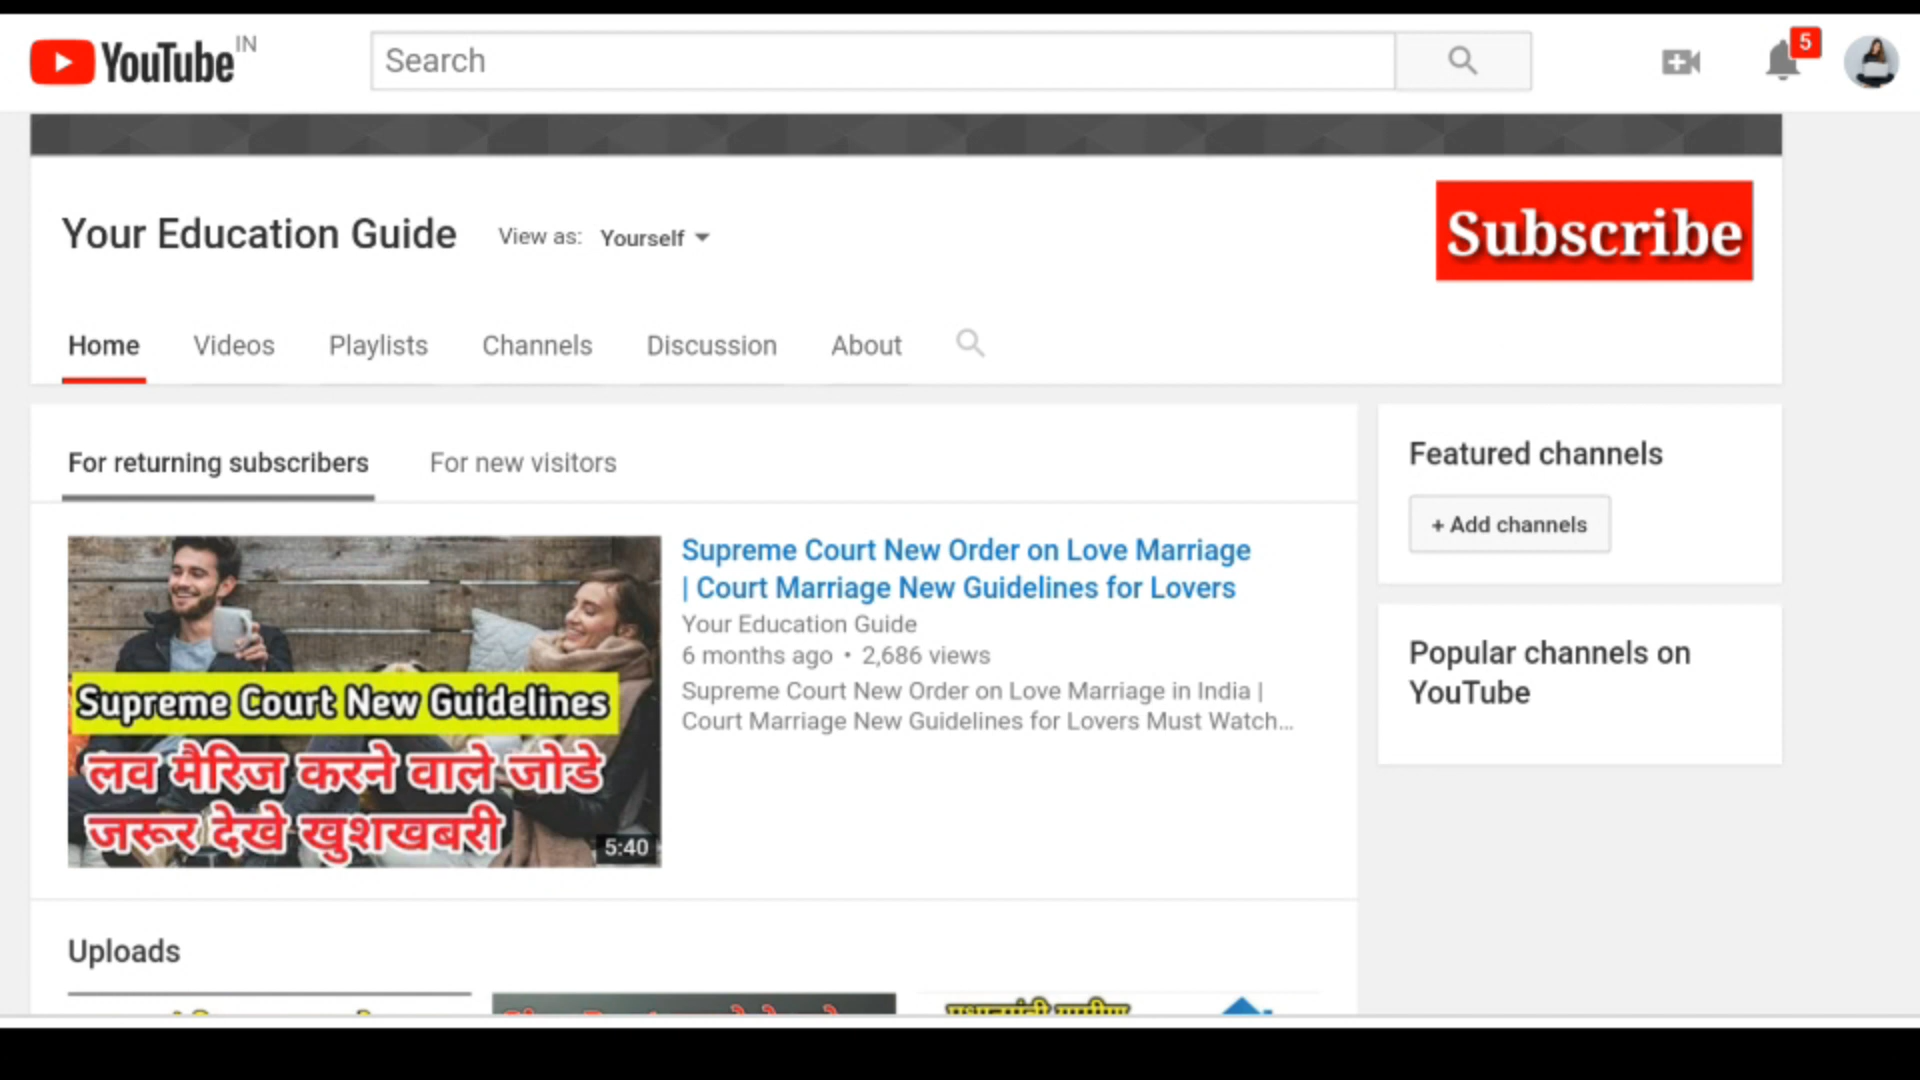 YouTube IN
Search
5
Your Education Guide
View as: Yourself
Subscribe
Home Videos Playlists Channels Discussion About
For returning subscribers For new visitors
Supreme Court New Guidelines
लव मैरिज करने वाले जोडे
जरूर देखे खुशखबरी
5:40
Supreme Court New Order on Love Marriage
| Court Marriage New Guidelines for Lovers
Your Education Guide
6 months ago • 2,686 views
Supreme Court New Order on Love Marriage in India |
Court Marriage New Guidelines for Lovers Must Watch...
Featured channels
+ Add channels
Popular channels on
YouTube
Uploads